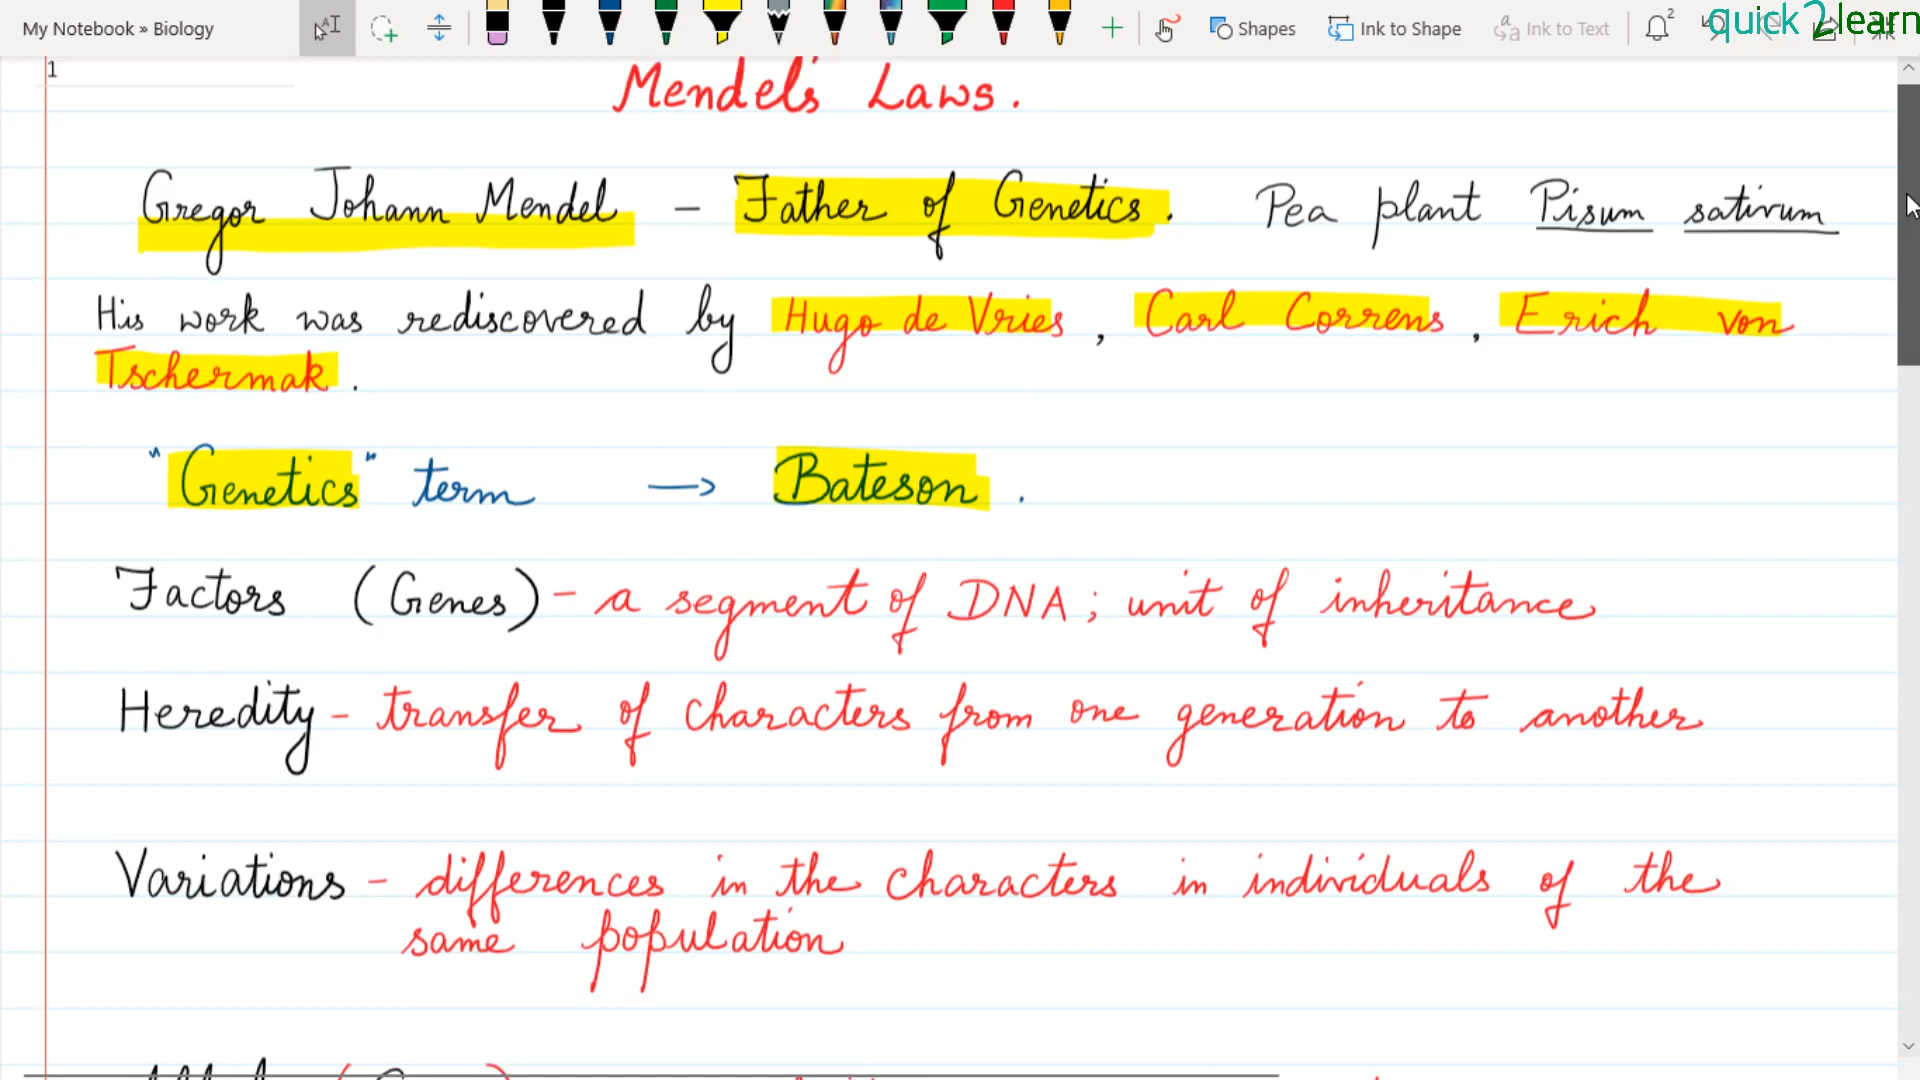 My Notebook » Biology
Shapes
Ink to Shape
Ink to Text
2
quick2learn
1
Mendel's Laws.
Gregor Johann Mendel - Father of Genetics. Pea plant Pisum sativum
His work was rediscovered by Hugo de Vries, Carl Correns, Erich von
Tschermak.
"Genetics" term → Bateson.
Factors (Genes) - a segment of DNA; unit of inheritance
Heredity - transfer of characters from one generation to another
Variations - differences in the characters in individuals of the
same population